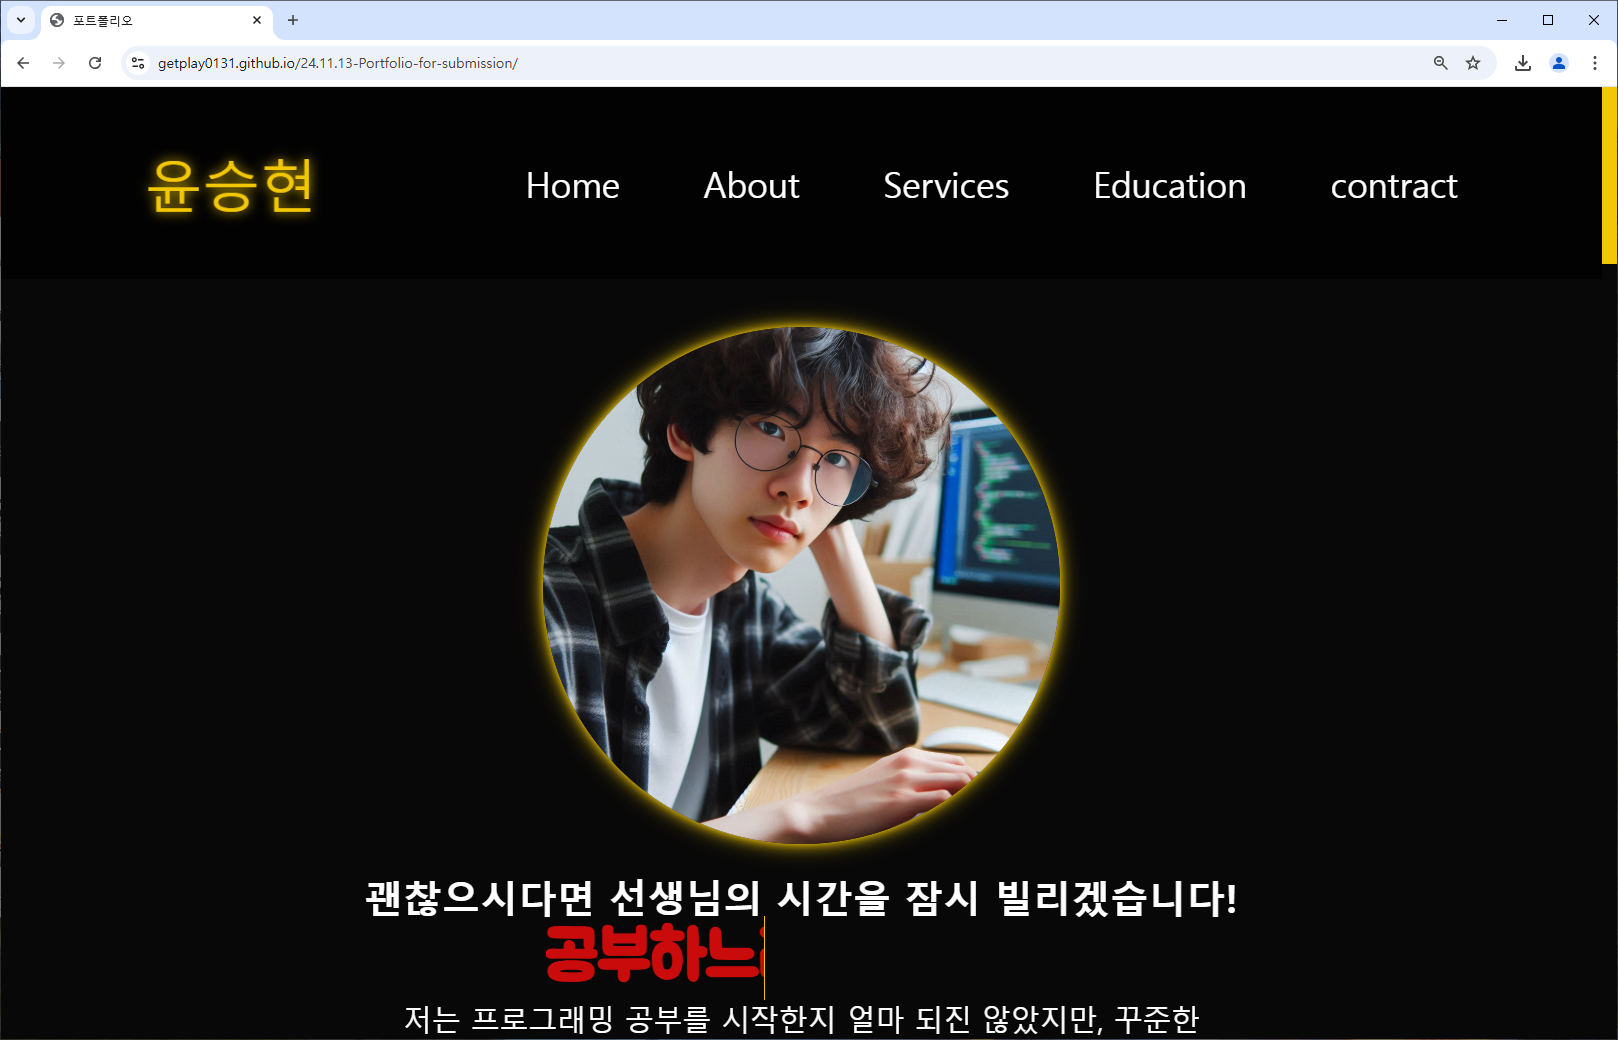 포트폴리오
getplay0131.github.io/24.11.13-Portfolio-for-submission/
윤승현 Home About Services Education contract
괜찮으시다면 선생님의 시간을 잠시 빌리겠습니다!
공부하느
저는 프로그래밍 공부를 시작한지 얼마 되진 않았지만, 꾸준한